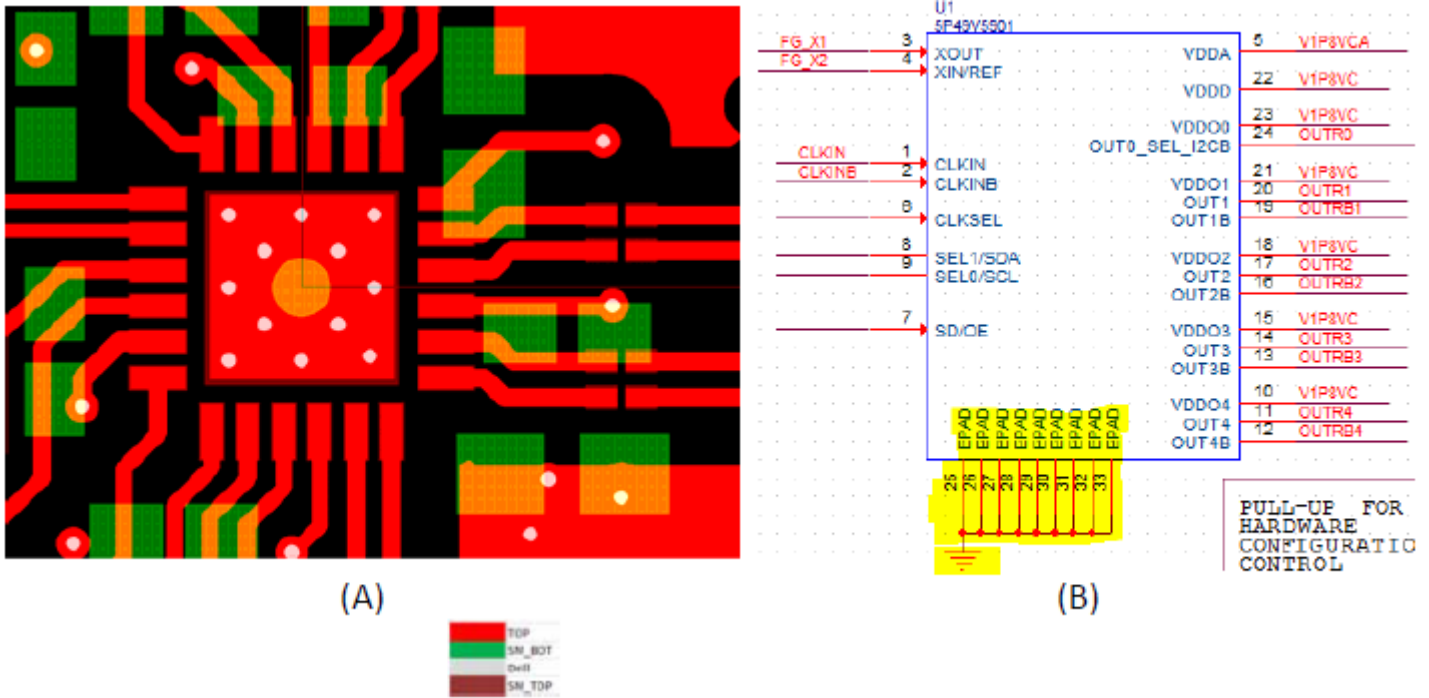 U1
5P49V5901
FG_X1 3 XOUT VDDA 5 V1P8VCA
FG_X2 4 XIN/REF
VDDD 22 V1P8VC
VDDO0 23 V1P8VC
OUT0_SEL_I2CB 24 OUTR0
CLKIN 1 CLKIN
CLKINB 2 CLKINB
VDDO1 21 V1P8VC
OUT1 20 OUTR1
OUT1B 19 OUTRB1
6 CLKSEL
8 SEL1/SDA
9 SEL0/SCL
VDDO2 18 V1P8VC
OUT2 17 OUTR2
OUT2B 16 OUTRB2
7 SD/OE
VDDO3 15 V1P8VC
OUT3 14 OUTR3
OUT3B 13 OUTRB3
VDDO4 10 V1P8VC
OUT4 11 OUTR4
OUT4B 12 OUTRB4
EPAD EPAD EPAD EPAD EPAD EPAD EPAD EPAD EPAD
25 26 27 28 29 30 31 32 33
PULL-UP FOR
HARDWARE
CONFIGURATIO
CONTROL
(A)
(B)
TOP
SM_BOT
Drill
SM_TOP